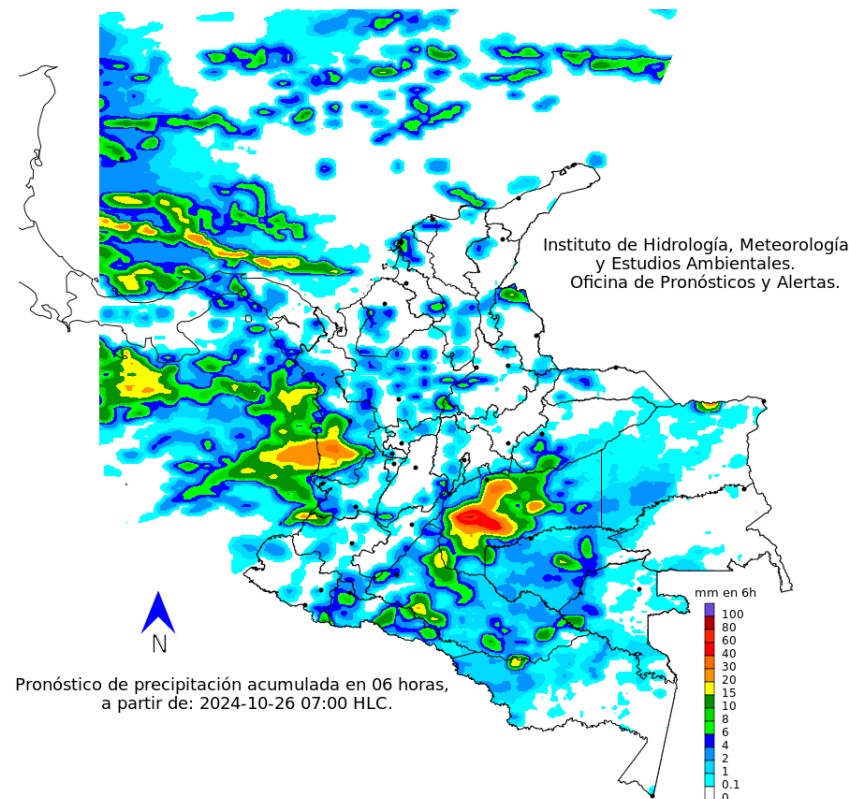 Instituto de Hidrología, Meteorología
y Estudios Ambientales.
Oficina de Pronósticos y Alertas.
N
Pronóstico de precipitación acumulada en 06 horas,
a partir de: 2024-10-26 07:00 HLC.
mm en 6h
100
80
60
40
30
20
15
10
8
6
4
2
1
0.1
0